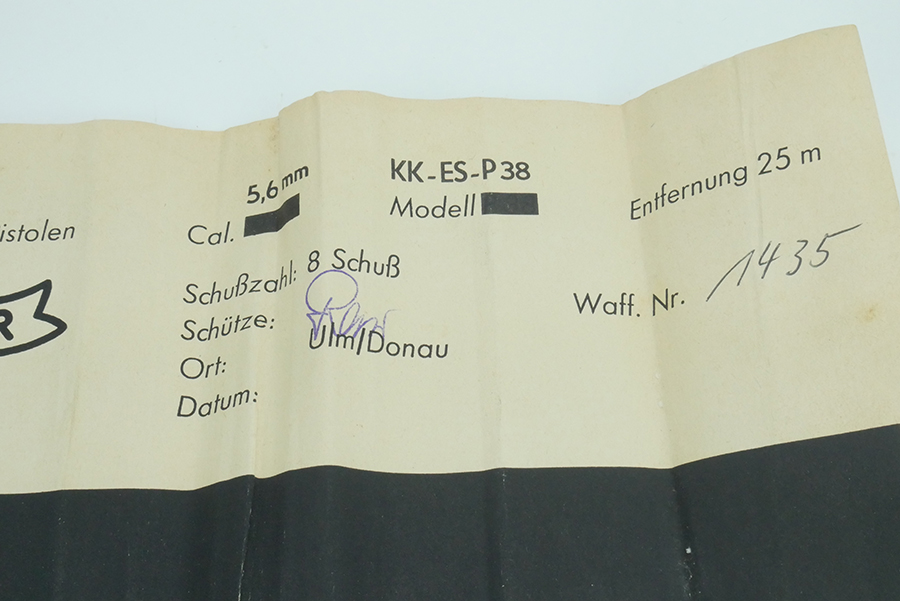 5,6 mm KK-ES-P38
istolen Cal. Modell Entfernung 25 m
R Schußzahl: 8 Schuß Waff. Nr. 1435
Schütze:
Ort: Ulm/Donau
Datum: